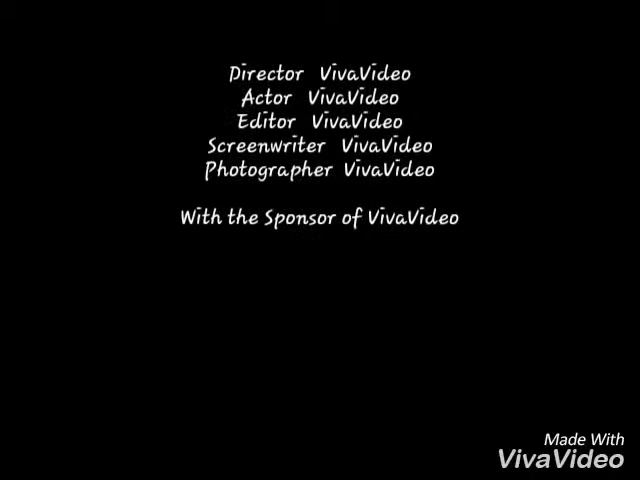 Director VivaVideo
Actor VivaVideo
Editor VivaVideo
Screenwriter VivaVideo
Photographer VivaVideo
With the Sponsor of VivaVideo
Made With
VivaVideo